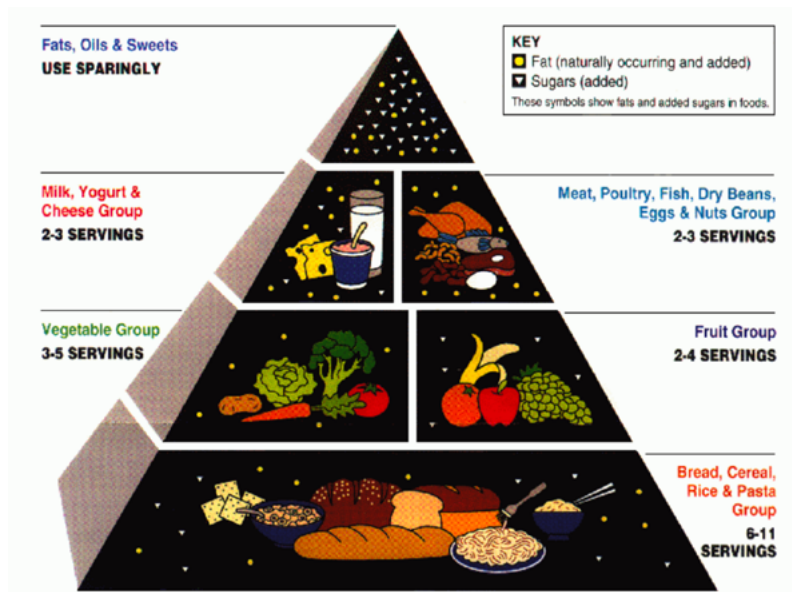 Fats, Oils & Sweets
USE SPARINGLY
KEY
Fat (naturally occurring and added)
Sugars (added)
These symbols show fats and added sugars in foods.
Milk, Yogurt &
Cheese Group
2-3 SERVINGS
Meat, Poultry, Fish, Dry Beans,
Eggs & Nuts Group
2-3 SERVINGS
Vegetable Group
3-5 SERVINGS
Fruit Group
2-4 SERVINGS
Bread, Cereal,
Rice & Pasta
Group
6-11
SERVINGS